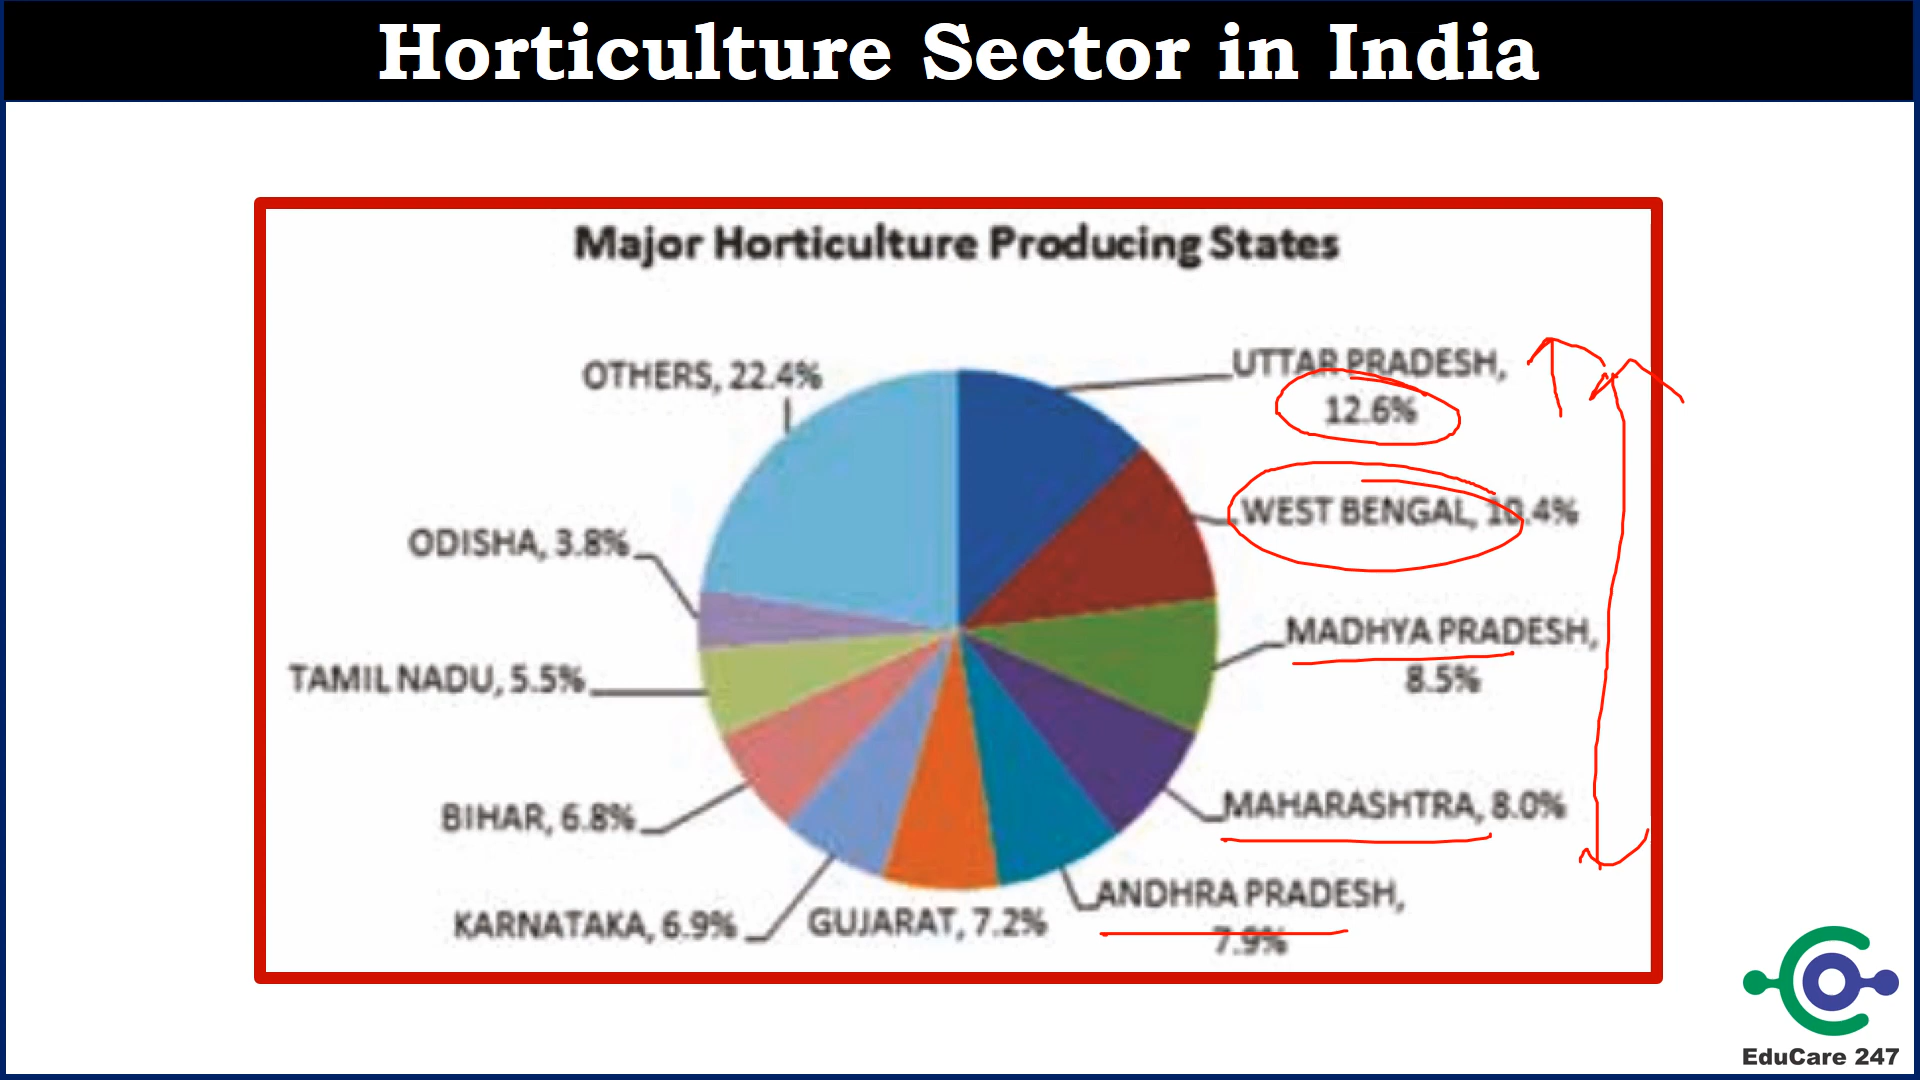 Horticulture Sector in India
Major Horticulture Producing States
OTHERS, 22.4%
UTTAR PRADESH,
12.6%
WEST BENGAL, 10.4%
ODISHA, 3.8%
MADHYA PRADESH,
8.5%
TAMIL NADU, 5.5%
MAHARASHTRA, 8.0%
BIHAR, 6.8%
ANDHRA PRADESH,
7.9%
KARNATAKA, 6.9%
GUJARAT, 7.2%
EduCare 247